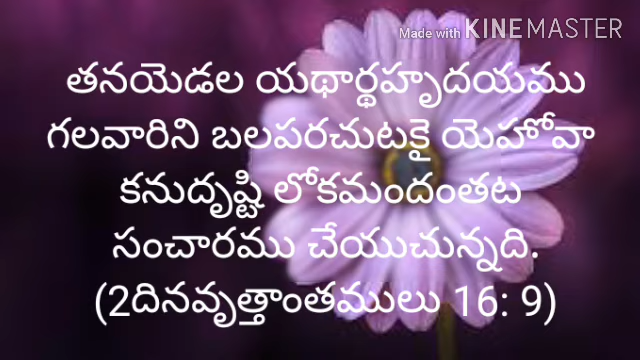 Made with KINEMASTER
తనయెడల యథార్థహృదయము
గలవారిని బలపరచుటకై యెహోవా
కనుదృష్టి లోకమందంతట
సంచారము చేయుచున్నది.
(2దినవృత్తాంతములు 16: 9)